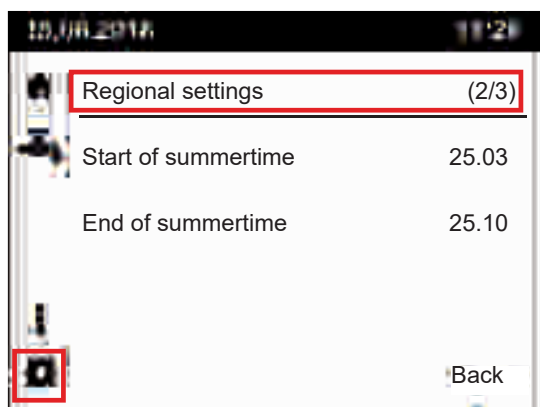 Regional settings (2/3)
Start of summertime 25.03
End of summertime 25.10
Back